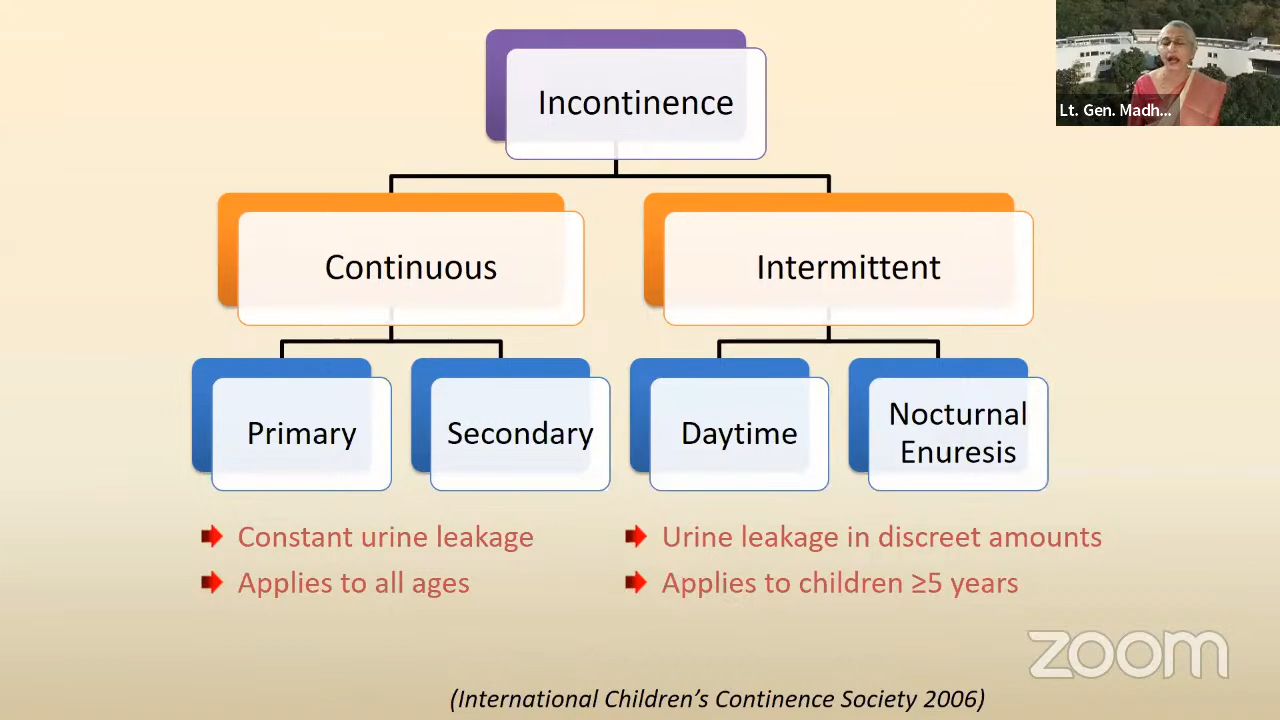 Incontinence
Lt. Gen. Madh...
Continuous
Intermittent
Primary
Secondary
Daytime
Nocturnal
Enuresis
Constant urine leakage
Applies to all ages
Urine leakage in discreet amounts
Applies to children ≥5 years
zoom
(International Children’s Continence Society 2006)